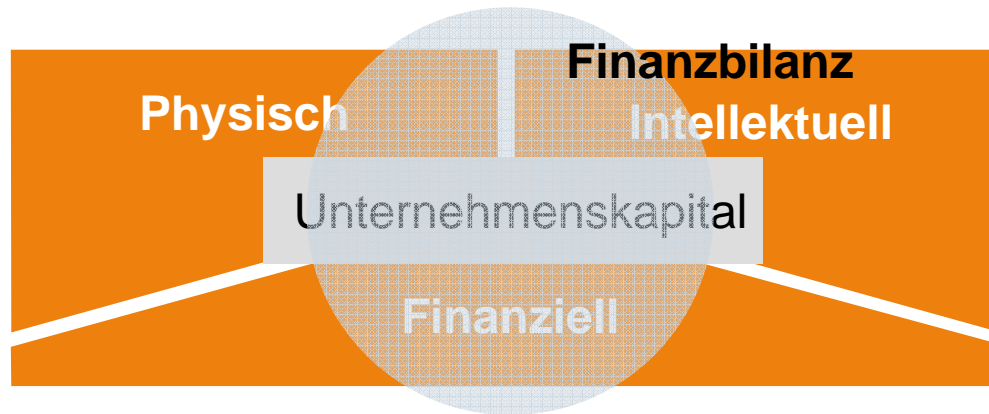 Finanzbilanz
Physisch
Intellektuell
Unternehmenskapital
Finanziell